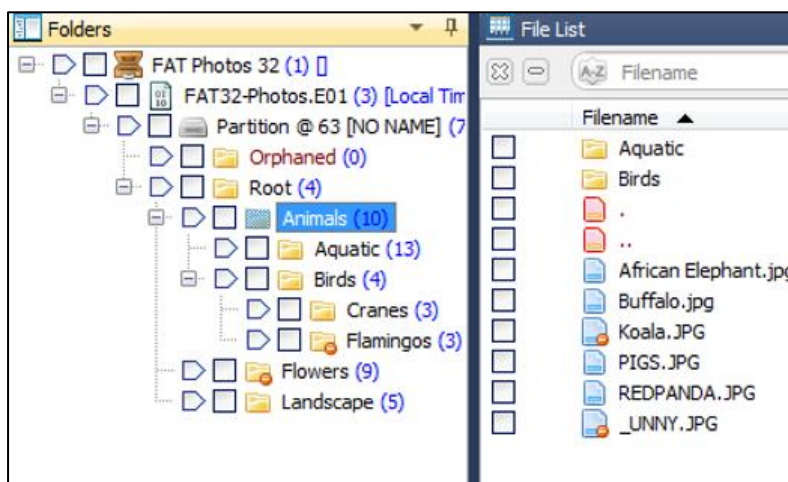 Folders
FAT Photos 32 (1) []
FAT32-Photos.E01 (3) [Local Tim
Partition @ 63 [NO NAME] (7
Orphaned (0)
Root (4)
Animals (10)
Aquatic (13)
Birds (4)
Cranes (3)
Flamingos (3)
Flowers (9)
Landscape (5)
File List
A-Z Filename
Filename
Aquatic
Birds
.
..
African Elephant.jpg
Buffalo.jpg
Koala.JPG
PIGS.JPG
REDPANDA.JPG
_UNNY.JPG